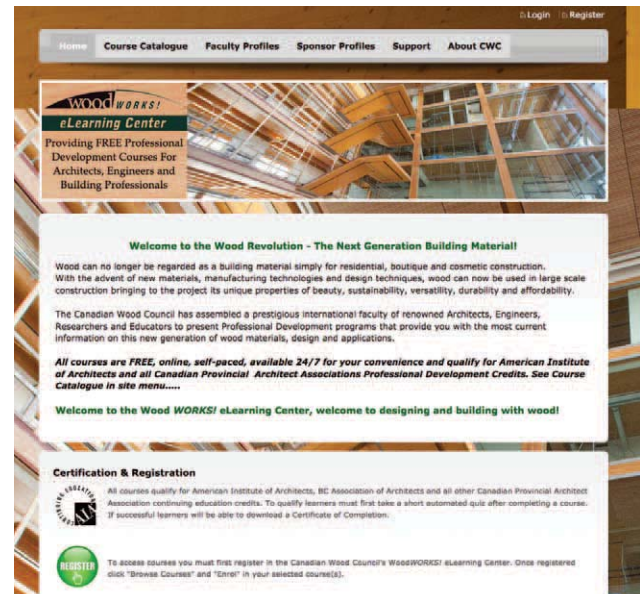 Login Register
Home Course Catalogue Faculty Profiles Sponsor Profiles Support About CWC
wood WORKS!
eLearning Center
Providing FREE Professional
Development Courses For
Architects, Engineers and
Building Professionals
Welcome to the Wood Revolution - The Next Generation Building Material!
Wood can no longer be regarded as a building material simply for residential, boutique and cosmetic construction.
With the advent of new materials, manufacturing technologies and design techniques, wood can now be used in large scale
construction bringing to the project its unique properties of beauty, sustainability, versatility, durability and affordability.
The Canadian Wood Council has assembled a prestigious international faculty of renowned Architects, Engineers,
Researchers and Educators to present Professional Development programs that provide you with the most current
information on this new generation of wood materials, design and applications.
All courses are FREE, online, self-paced, available 24/7 for your convenience and qualify for American Institute
of Architects and all Canadian Provincial Architect Associations Professional Development Credits. See Course
Catalogue in site menu.....
Welcome to the Wood WORKS! eLearning Center, welcome to designing and building with wood!
Certification & Registration
All courses qualify for American Institute of Architects, BC Association of Architects and all other Canadian Provincial Architect
Association continuing education credits. To qualify learners must first take a short automated quiz after completing a course.
If successful learners will be able to download a Certificate of Completion.
CONTINUING EDUCATION
AIA
REGISTER
To access courses you must first register in the Canadian Wood Council's WoodWORKS! eLearning Center. Once registered
click "Browse Courses" and "Enrol" in your selected course(s).